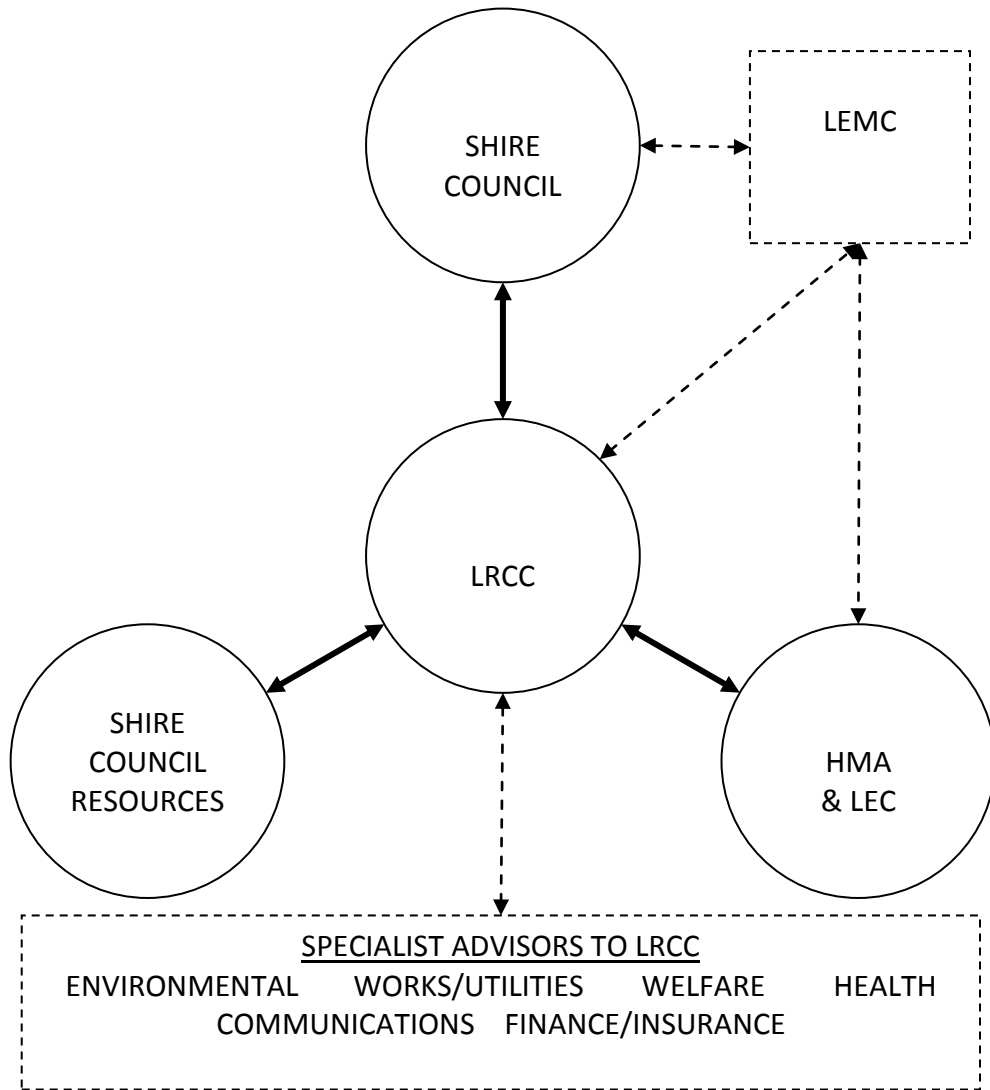 SHIRE
COUNCIL
LEMC
LRCC
SHIRE
COUNCIL
RESOURCES
HMA
& LEC
SPECIALIST ADVISORS TO LRCC
ENVIRONMENTAL WORKS/UTILITIES WELFARE HEALTH
COMMUNICATIONS FINANCE/INSURANCE